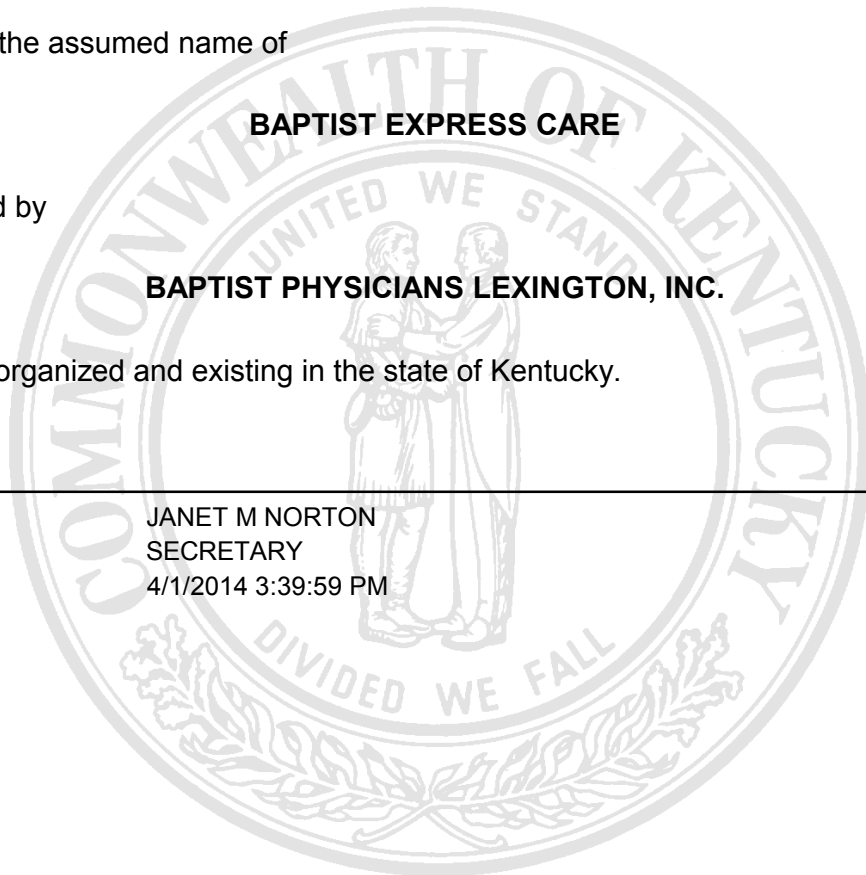 the assumed name of
BAPTIST EXPRESS CARE
d by
BAPTIST PHYSICIANS LEXINGTON, INC.
organized and existing in the state of Kentucky.
JANET M NORTON
SECRETARY
4/1/2014 3:39:59 PM
COMMONWEALTH OF KENTUCKY
UNITED WE STAND
DIVIDED WE FALL